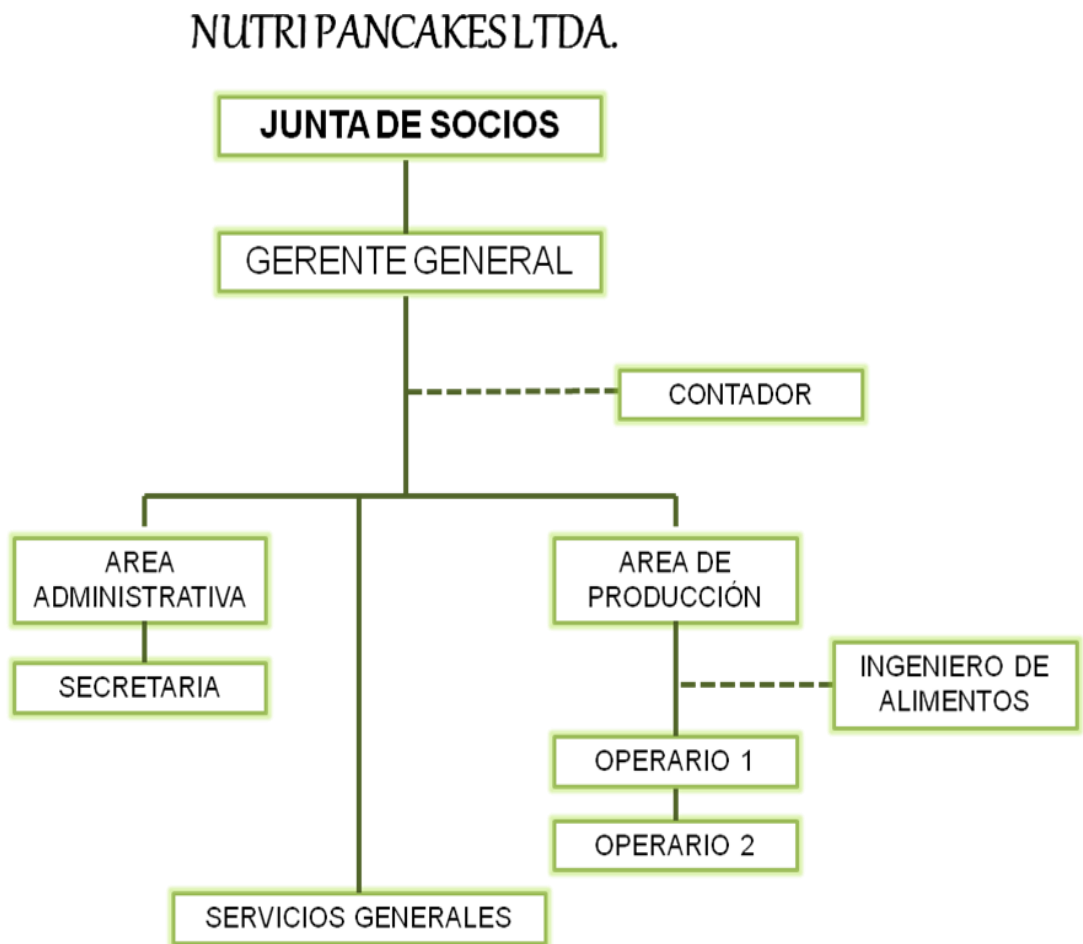 NUTRI PANCAKES LTDA.
JUNTA DE SOCIOS
GERENTE GENERAL
CONTADOR
AREA
ADMINISTRATIVA
SECRETARIA
AREA DE
PRODUCCIÓN
INGENIERO DE
ALIMENTOS
OPERARIO 1
OPERARIO 2
SERVICIOS GENERALES